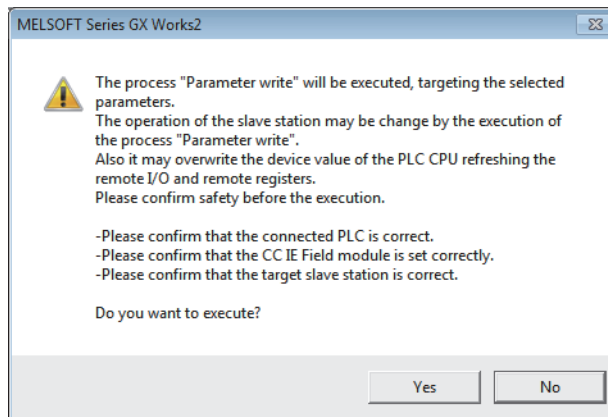 MELSOFT Series GX Works2
The process "Parameter write" will be executed, targeting the selected
parameters.
The operation of the slave station may be change by the execution of
the process "Parameter write".
Also it may overwrite the device value of the PLC CPU refreshing the
remote I/O and remote registers.
Please confirm safety before the execution.
-Please confirm that the connected PLC is correct.
-Please confirm that the CC IE Field module is set correctly.
-Please confirm that the target slave station is correct.
Do you want to execute?
Yes
No